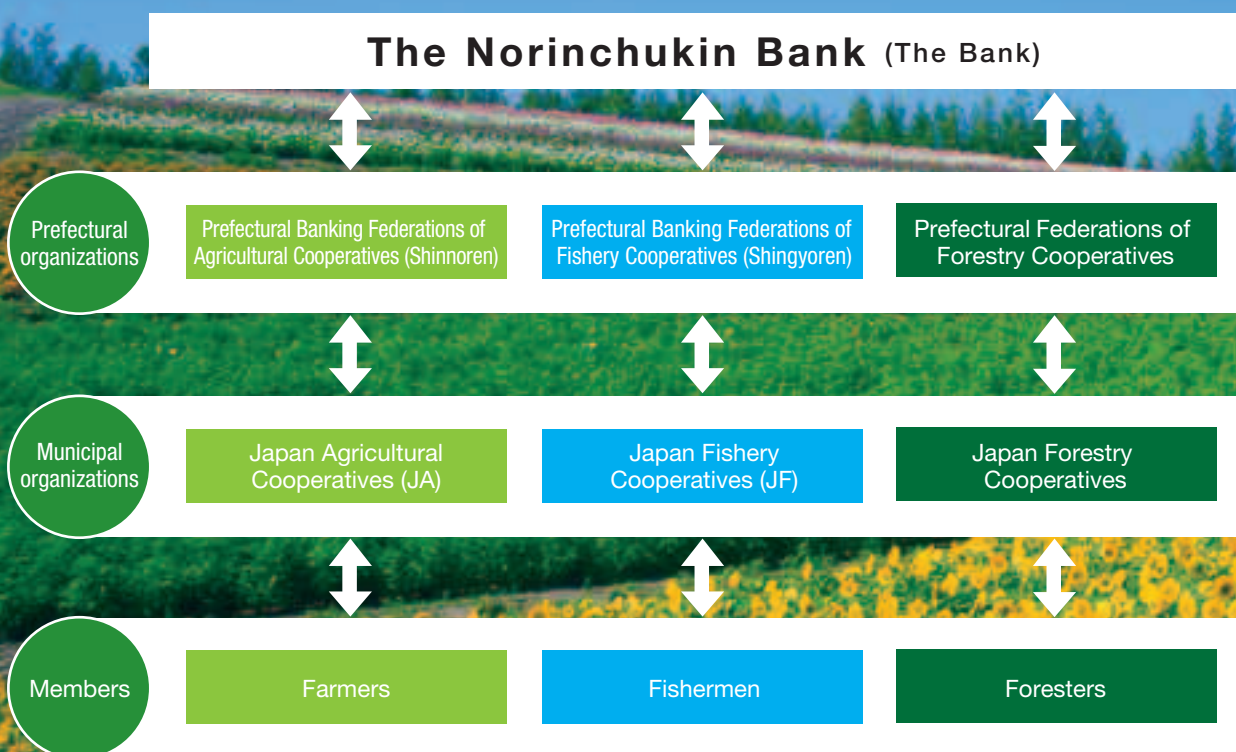 The Norinchukin Bank (The Bank)
Prefectural
organizations
Prefectural Banking Federations of
Agricultural Cooperatives (Shinnoren)
Prefectural Banking Federations of
Fishery Cooperatives (Shingyoren)
Prefectural Federations of
Forestry Cooperatives
Municipal
organizations
Japan Agricultural
Cooperatives (JA)
Japan Fishery
Cooperatives (JF)
Japan Forestry
Cooperatives
Members
Farmers
Fishermen
Foresters